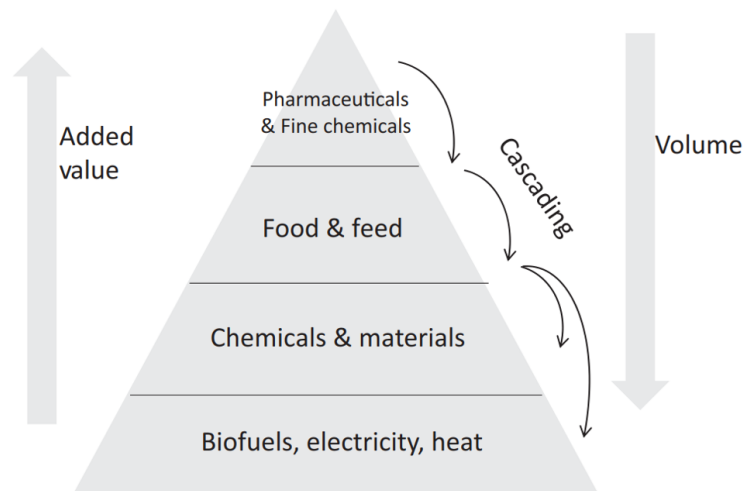 Pharmaceuticals
& Fine chemicals
Added
value
Cascading
Volume
Food & feed
Chemicals & materials
Biofuels, electricity, heat